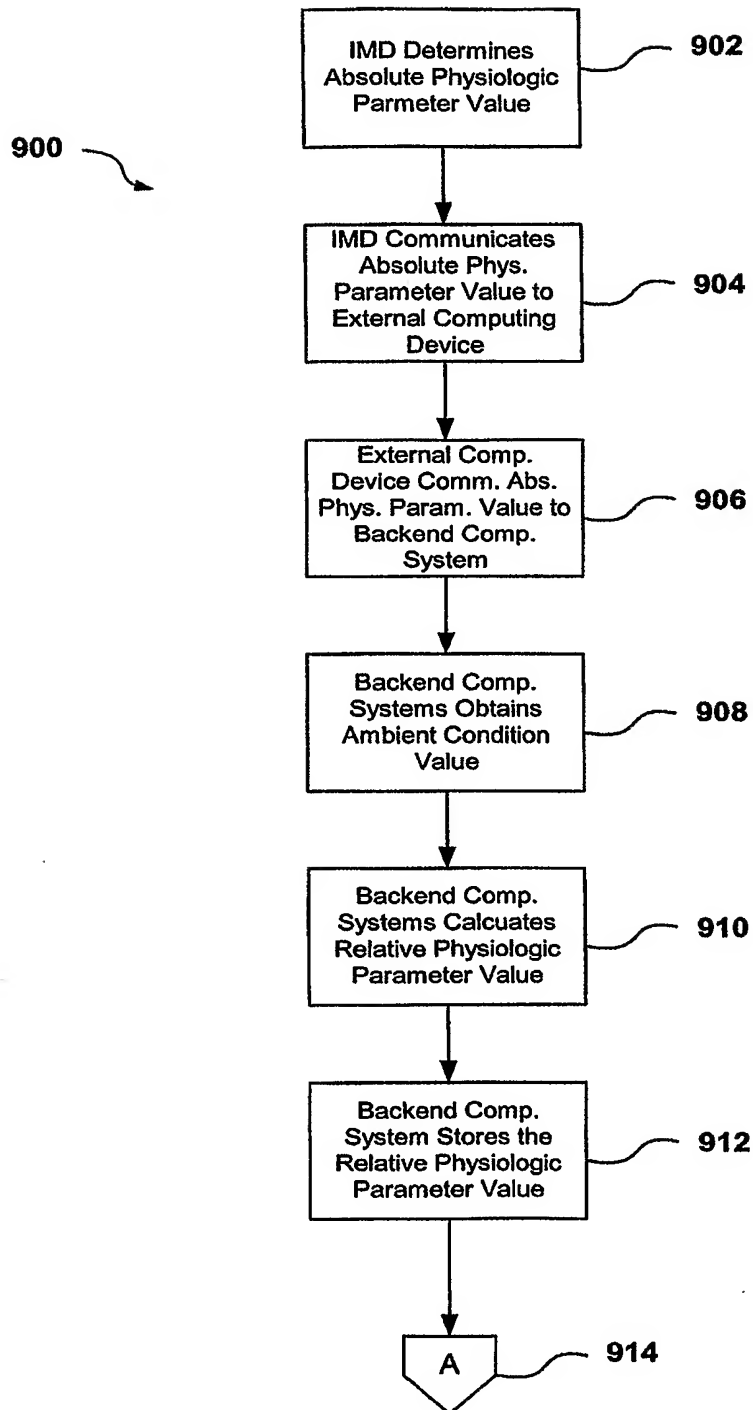 IMD Determines
Absolute Physiologic
Parmeter Value
902
900
IMD Communicates
Absolute Phys.
Parameter Value to
External Computing
Device
904
External Comp.
Device Comm. Abs.
Phys. Param. Value to
Backend Comp.
System
906
Backend Comp.
Systems Obtains
Ambient Condition
Value
908
Backend Comp.
Systems Calcuates
Relative Physiologic
Parameter Value
910
Backend Comp.
System Stores the
Relative Physiologic
Parameter Value
912
A
914